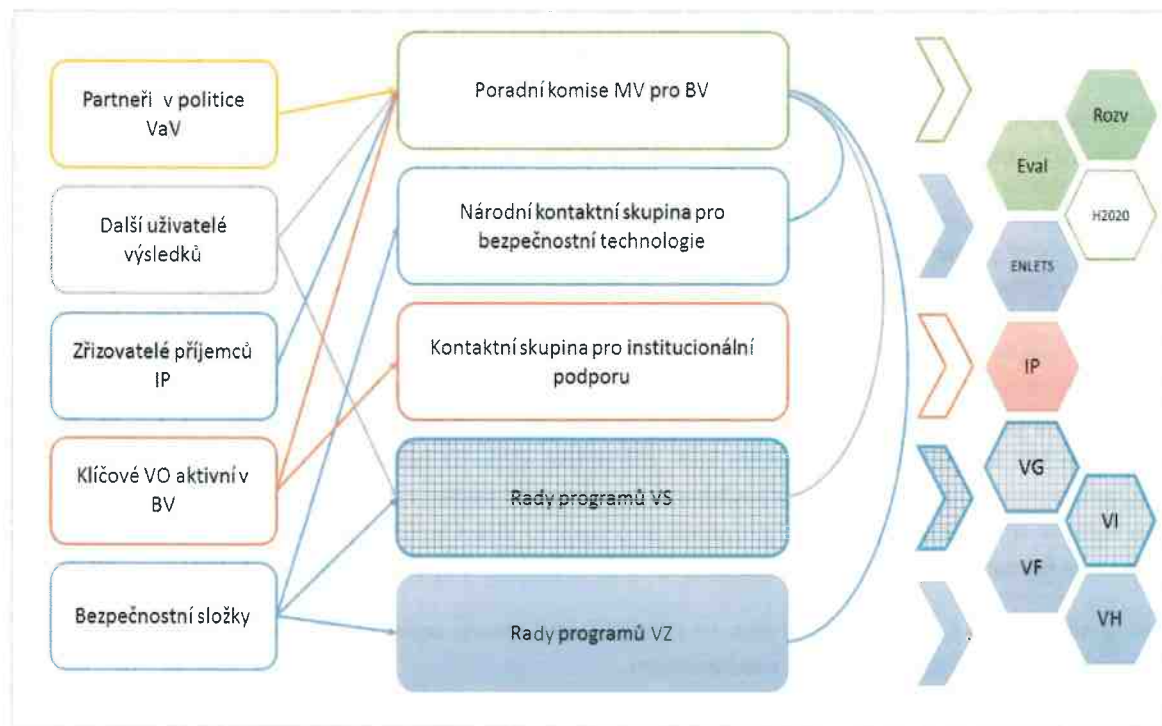 Partneři v politice
VaV
Další uživatelé
výsledků
Zřizovatelé příjemců
IP
Klíčové VO aktivní v
BV
Bezpečnostní složky
Poradní komise MV pro BV
Národní kontaktní skupina pro
bezpečnostní technologie
Kontaktní skupina pro institucionální
podporu
Rady programů VS
Rady programů VZ
Rozv
Eval
H2020
ENLETS
IP
VG
VI
VF
VH